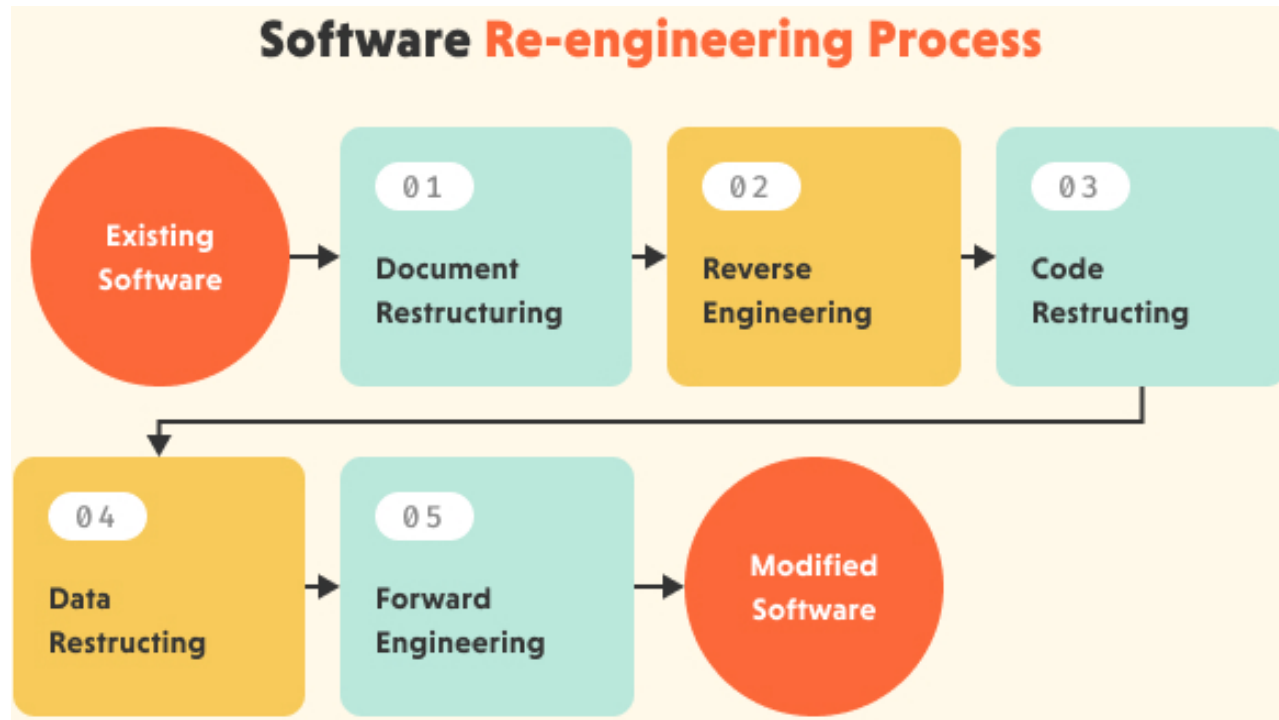 Software Re-engineering Process
Existing
Software
01
Document
Restructuring
02
Reverse
Engineering
03
Code
Restructing
04
Data
Restructing
05
Forward
Engineering
Modified
Software